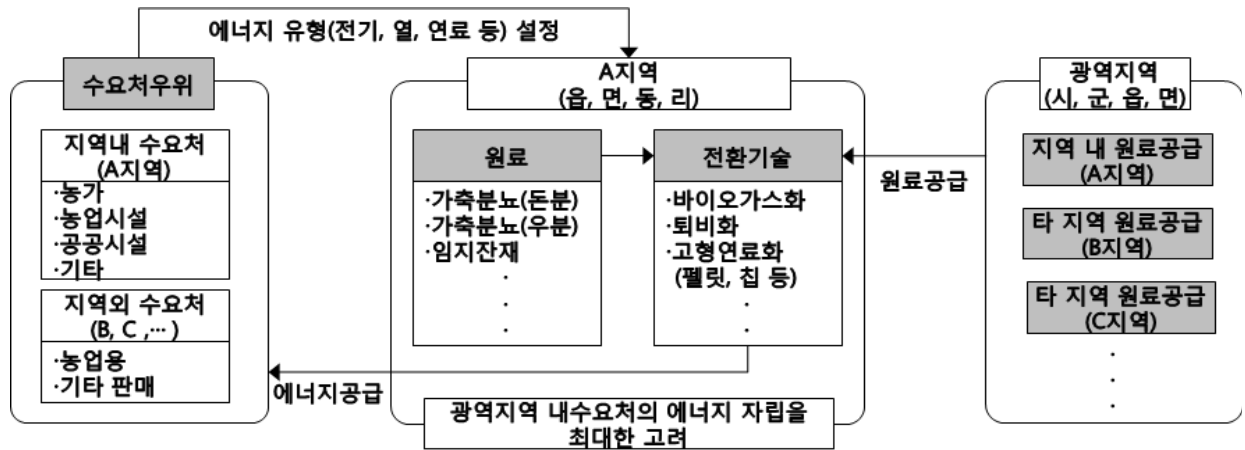 에너지 유형(전기, 열, 연료 등) 설정
수요처우위
지역내 수요처
(A지역)
·농가
·농업시설
·공공시설
·기타
지역외 수요처
(B, C ,··· )
·농업용
·기타 판매
에너지공급
A지역
(읍, 면, 동, 리)
원료
·가축분뇨(돈분)
·가축분뇨(우분)
·임지잔재
·
·
·
전환기술
·바이오가스화
·퇴비화
·고형연료화
(펠릿, 칩 등)
·
·
광역지역 내수요처의 에너지 자립을
최대한 고려
원료공급
광역지역
(시, 군, 읍, 면)
지역 내 원료공급
(A지역)
타 지역 원료공급
(B지역)
타 지역 원료공급
(C지역)
·
·
·